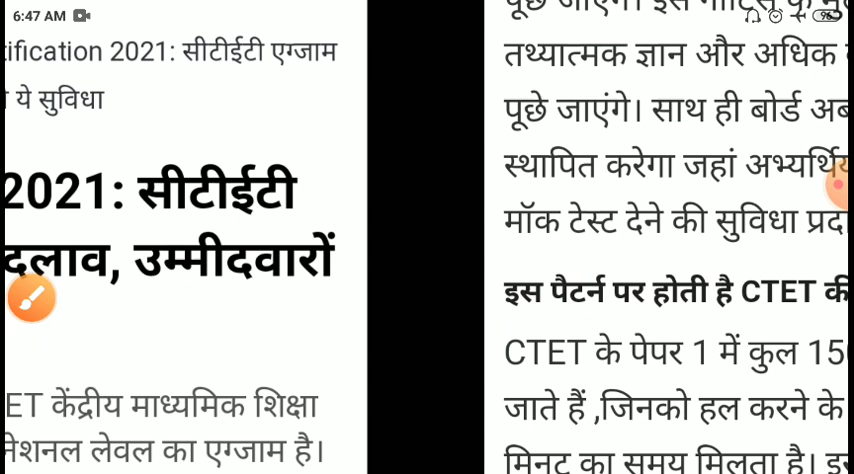 6:47 AM
ification 2021: सीटीईटी एग्जाम
ये सुविधा
2021: सीटीईटी
दलाव, उम्मीदवारों
ET केंद्रीय माध्यमिक शिक्षा
नेशनल लेवल का एग्जाम है।
पूछे जाएंगे। इस नोटिस के
तथ्यात्मक ज्ञान और अधिक
पूछे जाएंगे। साथ ही बोर्ड अब
स्थापित करेगा जहां अभ्यर्थि
मॉक टेस्ट देने की सुविधा प्रदा
इस पैटर्न पर होती है CTET की
CTET के पेपर 1 में कुल 15
जाते हैं ,जिनको हल करने के
मिनट का समय मिलता है।